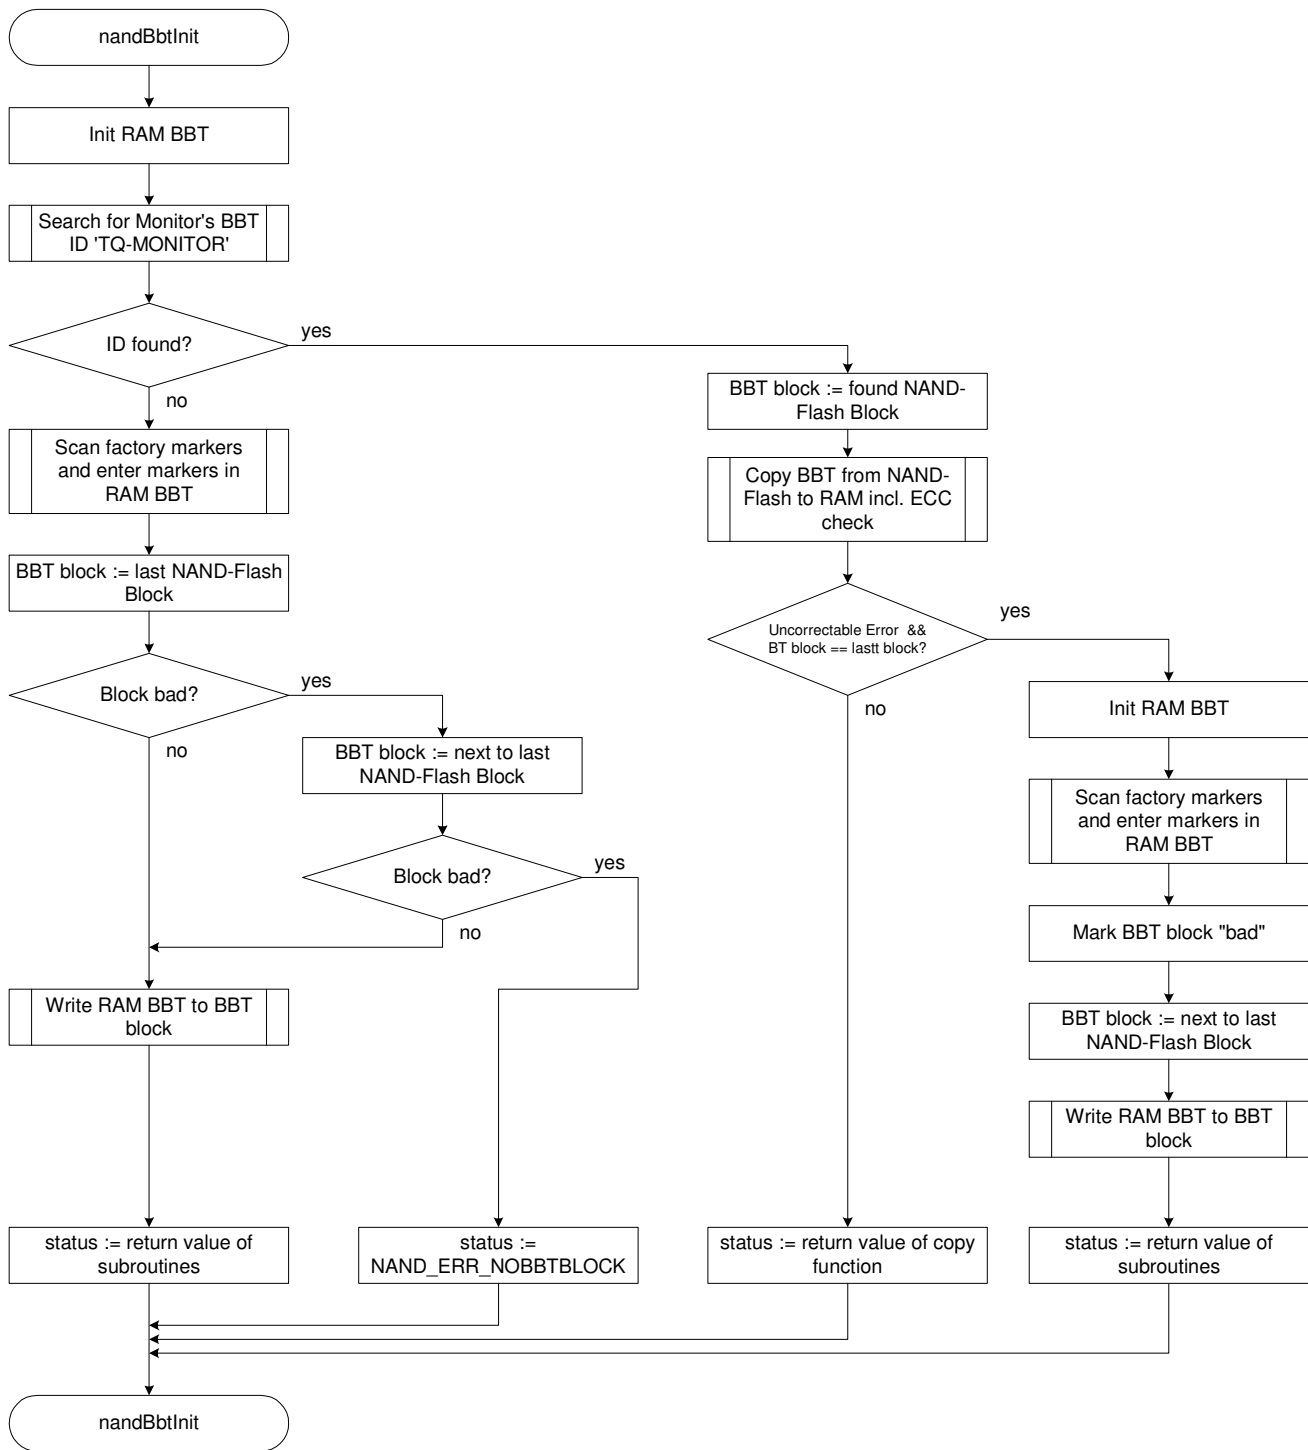 nandBbtInit
Init RAM BBT
Search for Monitor's BBT
ID 'TQ-MONITOR'
ID found?
yes
no
BBT block := found NAND-
Flash Block
Scan factory markers
and enter markers in
RAM BBT
Copy BBT from NAND-
Flash to RAM incl. ECC
check
BBT block := last NAND-Flash
Block
Uncorrectable Error  &&
BT block == lastt block?
yes
no
Block bad?
yes
no
Init RAM BBT
BBT block := next to last
NAND-Flash Block
Scan factory markers
and enter markers in
RAM BBT
Block bad?
yes
no
Mark BBT block "bad"
Write RAM BBT to BBT
block
BBT block := next to last
NAND-Flash Block
Write RAM BBT to BBT
block
status := return value of
subroutines
status :=
NAND_ERR_NOBBTBLOCK
status := return value of copy
function
status := return value of
subroutines
nandBbtInit